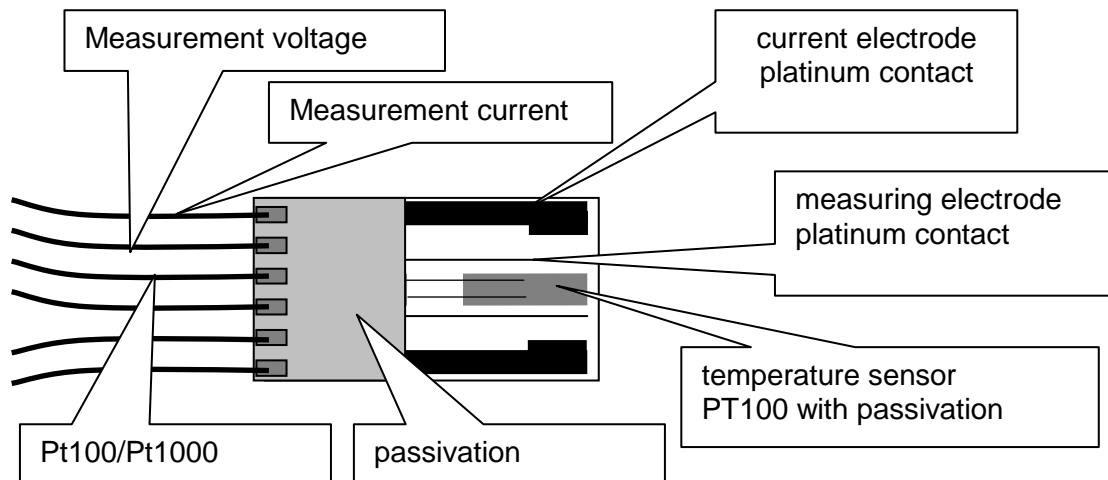 Measurement voltage
current electrode
platinum contact
Measurement current
measuring electrode
platinum contact
temperature sensor
PT100 with passivation
Pt100/Pt1000
passivation